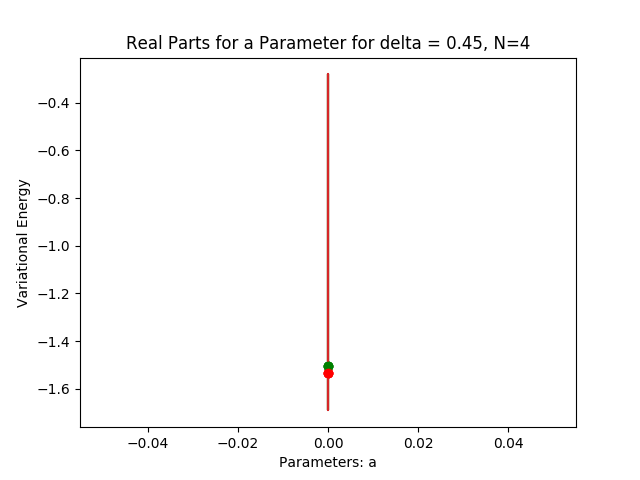 Real Parts for a Parameter for delta = 0.45, N=4
Variational Energy
−0.4
−0.6
−0.8
−1.0
−1.2
−1.4
−1.6
−0.04 −0.02 0.00 0.02 0.04
Parameters: a